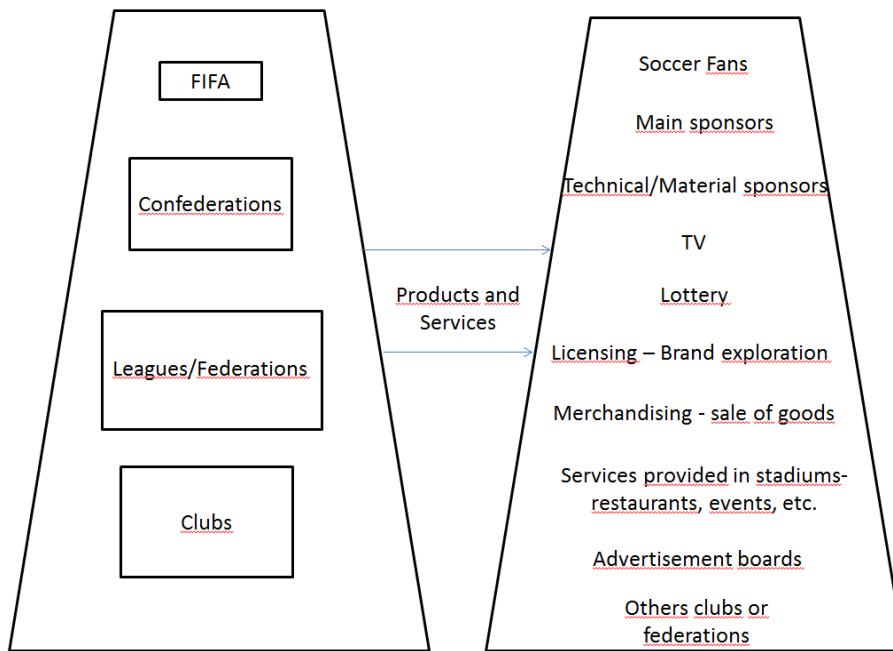 FIFA
Confederations
Leagues/Federations
Clubs
Products and
Services
Soccer Fans
Main sponsors
Technical/Material sponsors
TV
Lottery
Licensing – Brand exploration
Merchandising - sale of goods
Services provided in stadiums-
restaurants, events, etc.
Advertisement boards
Others clubs or
federations